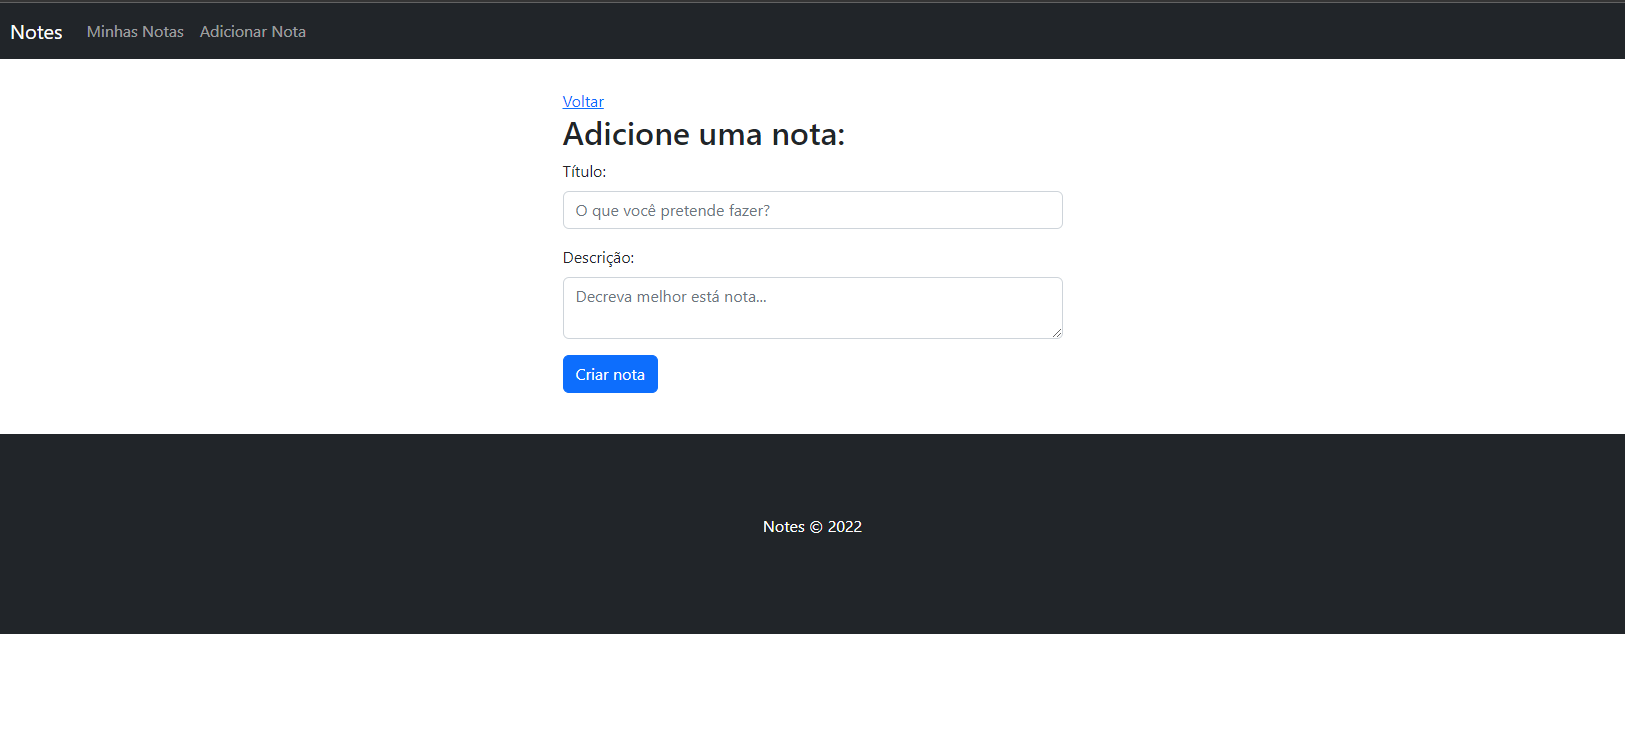 Notes Minhas Notas Adicionar Nota
Voltar
Adicione uma nota:
Título:
O que você pretende fazer?
Descrição:
Decreva melhor está nota...
Criar nota
Notes © 2022